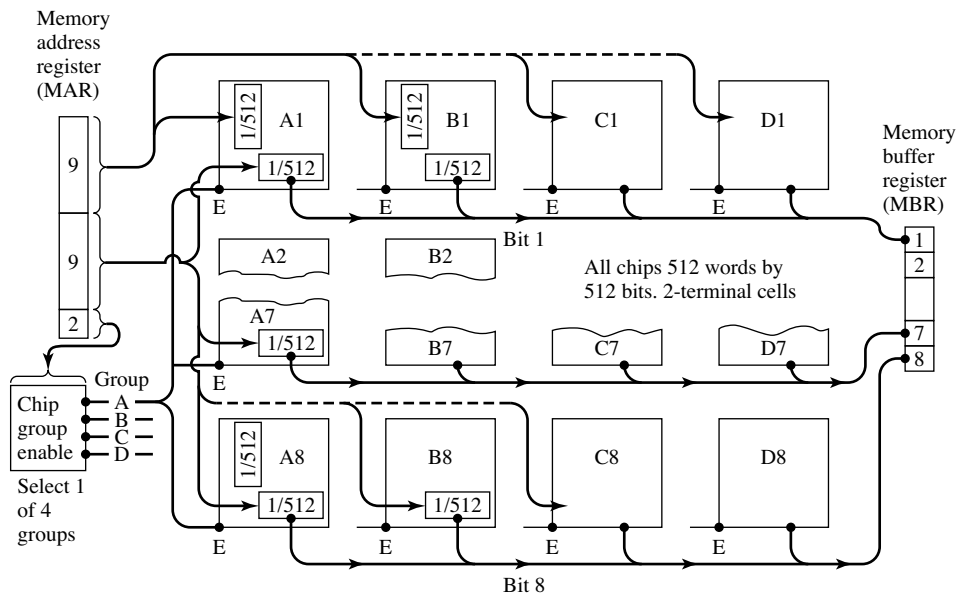 Memory
address
register
(MAR)
9
9
2
1/512
A1
1/512
E
1/512
B1
1/512
E
C1
E
D1
E
Bit 1
Memory
buffer
register
(MBR)
1
2
7
8
A2
B2
All chips 512 words by
512 bits. 2-terminal cells
A7
1/512
E
B7
C7
D7
Chip
group
enable
Group
A
B
C
D
Select 1
of 4
groups
1/512
A8
1/512
E
B8
1/512
E
C8
E
D8
E
Bit 8